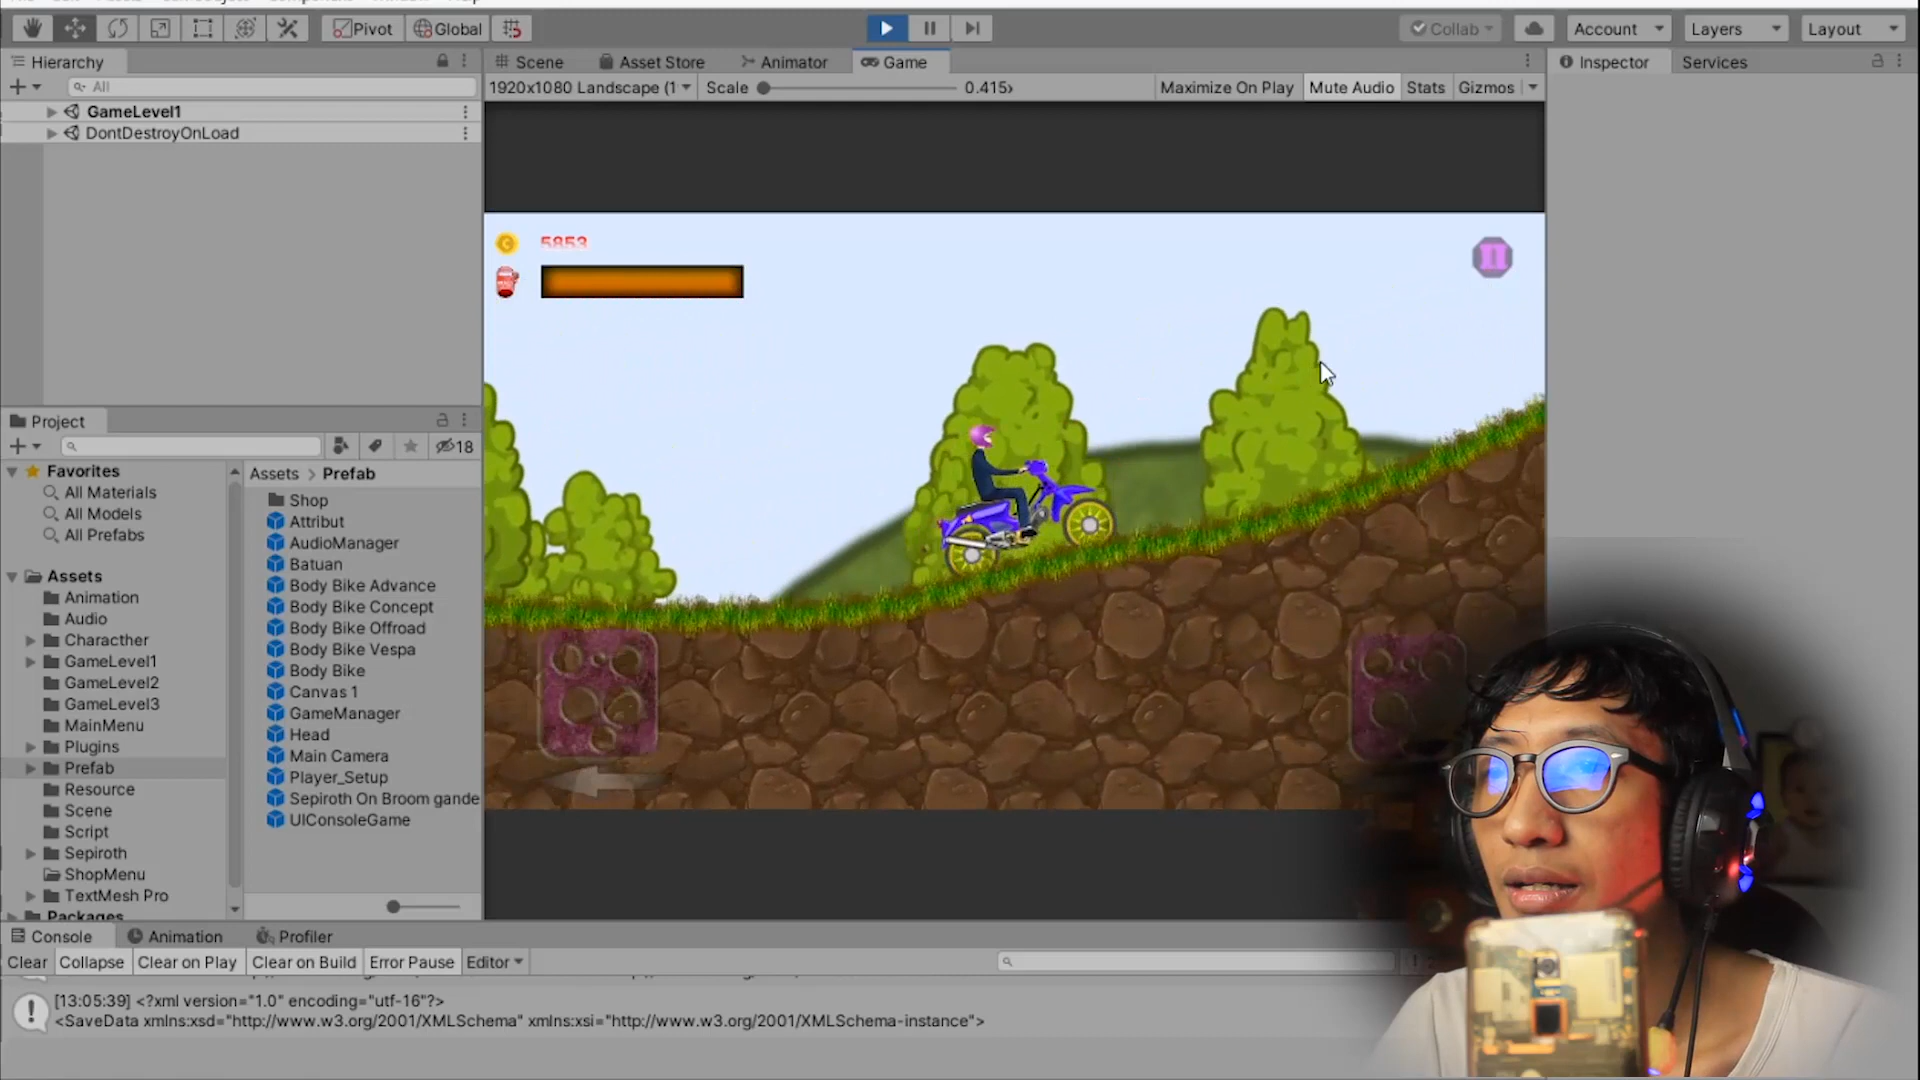 Pivot
Global
Collab
Account
Layers
Layout
Hierarchy
Scene
Asset Store
Animator
Game
Inspector
Services
All
1920x1080 Landscape (1
Scale
0.415x
Maximize On Play
Mute Audio
Stats
Gizmos
GameLevel1
DontDestroyOnLoad
5853
Project
18
Favorites
All Materials
All Models
All Prefabs
Assets
Animation
Audio
Characther
GameLevel1
GameLevel2
GameLevel3
MainMenu
Plugins
Prefab
Resource
Scene
Script
Sepiroth
ShopMenu
TextMesh Pro
Packages
Assets > Prefab
Shop
Attribut
AudioManager
Batuan
Body Bike Advance
Body Bike Concept
Body Bike Offroad
Body Bike Vespa
Body Bike
Canvas 1
GameManager
Head
Main Camera
Player_Setup
Sepiroth On Broom gande
UIConsoleGame
Console
Animation
Profiler
Clear
Collapse
Clear on Play
Clear on Build
Error Pause
Editor
[13:05:39] <?xml version="1.0" encoding="utf-16"?>
<SaveData xmlns:xsd="http://www.w3.org/2001/XMLSchema" xmlns:xsi="http://www.w3.org/2001/XMLSchema-instance">